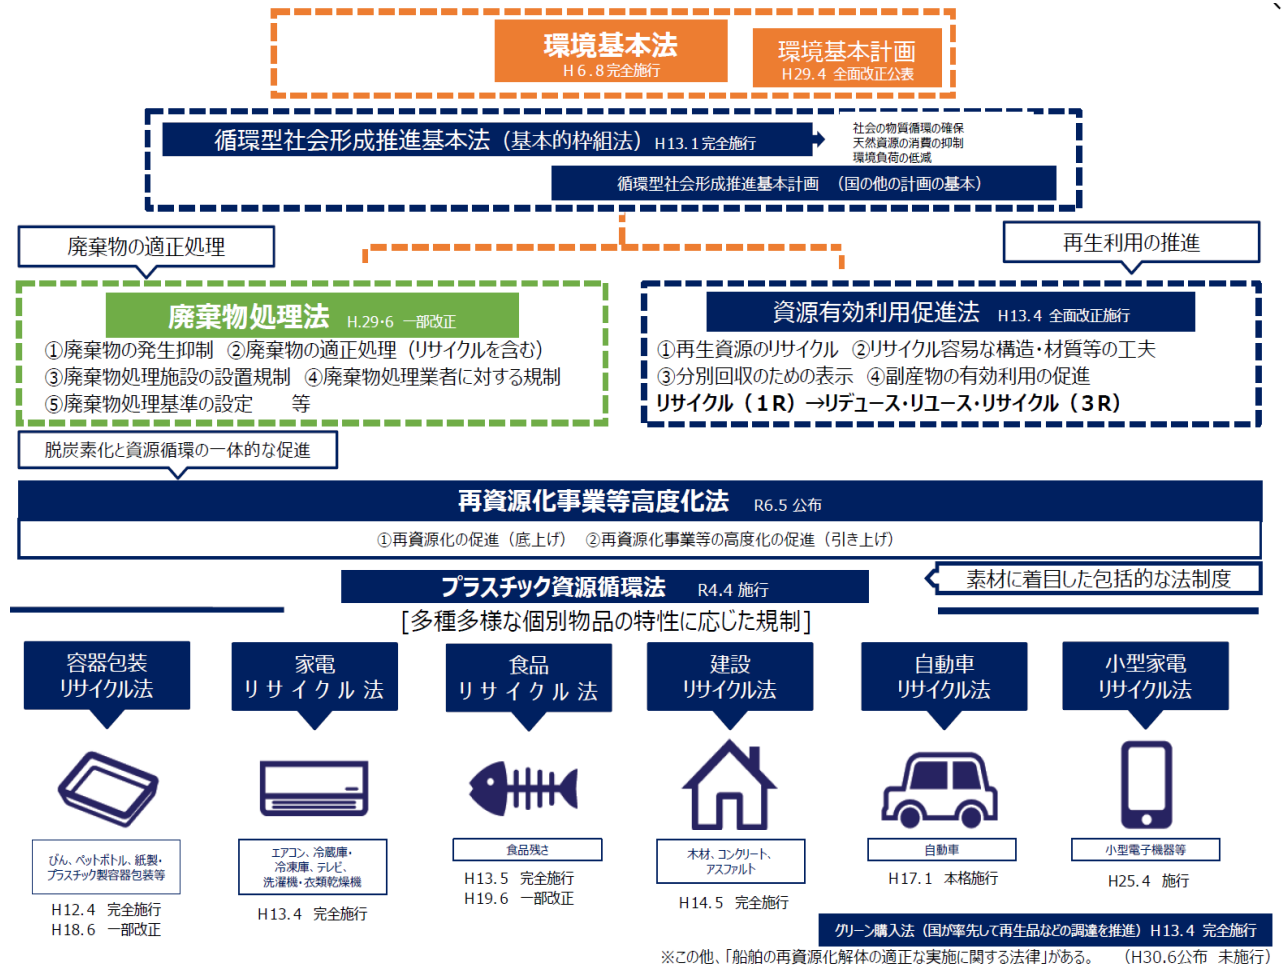 、
環境基本法
H6.8完全施行
環境基本計画
H29.4 全面改正公表
循環型社会形成推進基本法（基本的枠組法）H13.1完全施行
社会の物質循環の確保
天然資源の消費の抑制
環境負荷の低減
循環型社会形成推進基本計画 （国の他の計画の基本）
廃棄物の適正処理
再生利用の推進
廃棄物処理法 H.29・6 一部改正
①廃棄物の発生抑制 ②廃棄物の適正処理（リサイクルを含む）
③廃棄物処理施設の設置規制 ④廃棄物処理業者に対する規制
⑤廃棄物処理基準の設定 等
資源有効利用促進法 H13.4 全面改正施行
①再生資源のリサイクル ②リサイクル容易な構造・材質等の工夫
③分別回収のための表示 ④副産物の有効利用の促進
リサイクル（１R）→リデュース・リユース・リサイクル（３R）
脱炭素化と資源循環の一体的な促進
再資源化事業等高度化法 R6.5 公布
①再資源化の促進（底上げ） ②再資源化事業等の高度化の促進（引き上げ）
プラスチック資源循環法 R4.4 施行
素材に着目した包括的な法制度
[多種多様な個別物品の特性に応じた規制]
容器包装
リサイクル法
家電
リサイクル法
食品
リサイクル法
建設
リサイクル法
自動車
リサイクル法
小型家電
リサイクル法
びん、ペットボトル、紙製・
プラスチック製容器包装等
H12.4 完全施行
H18.6 一部改正
エアコン、冷蔵庫・
冷凍庫、テレビ、
洗濯機・衣類乾燥機
H13.4 完全施行
食品残さ
H13.5 完全施行
H19.6 一部改正
木材、コンクリート、
アスファルト
H14.5 完全施行
自動車
H17.1 本格施行
小型電子機器等
H25.4 施行
グリーン購入法（国が率先して再生品などの調達を推進）H13.4 完全施行
※この他、「船舶の再資源化解体の適正な実施に関する法律」がある。 （H30.6公布 未施行）